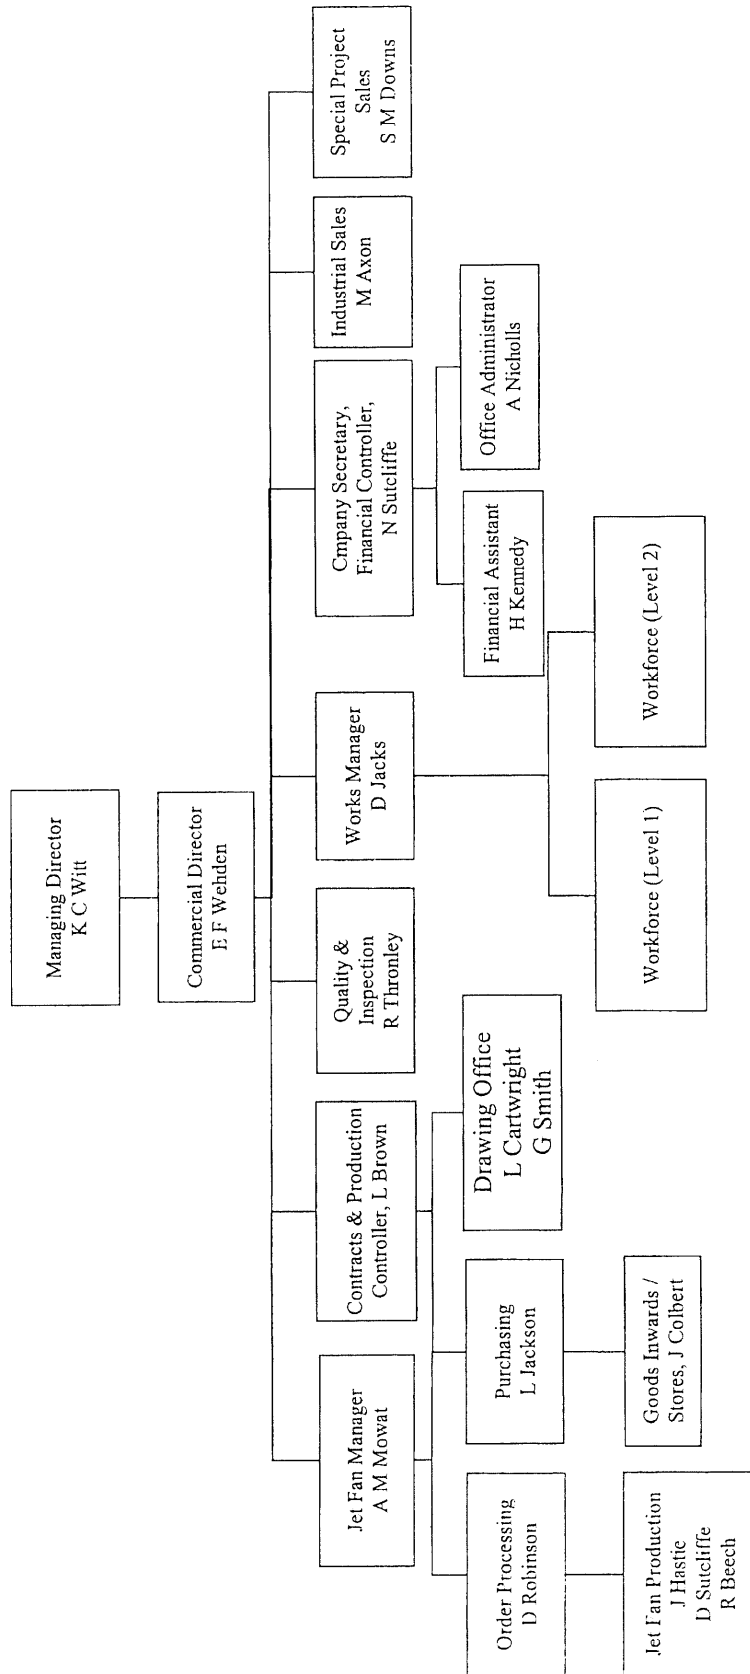 Managing Director
K C Witt
Commercial Director
E F Wehden
Jet Fan Manager
A M Mowat
Contracts & Production
Controller, L Brown
Quality &
Inspection
R Thronley
Works Manager
D Jacks
Cmpany Secretary,
Financial Controller,
N Sutcliffe
Industrial Sales
M Axon
Special Project
Sales
S M Downs
Order Processing
D Robinson
Purchasing
L Jackson
Drawing Office
L Cartwright
G Smith
Financial Assistant
H Kennedy
Office Administrator
A Nicholls
Jet Fan Production
J Hastic
D Sutcliffe
R Beech
Goods Inwards /
Stores, J Colbert
Workforce (Level 1)
Workforce (Level 2)